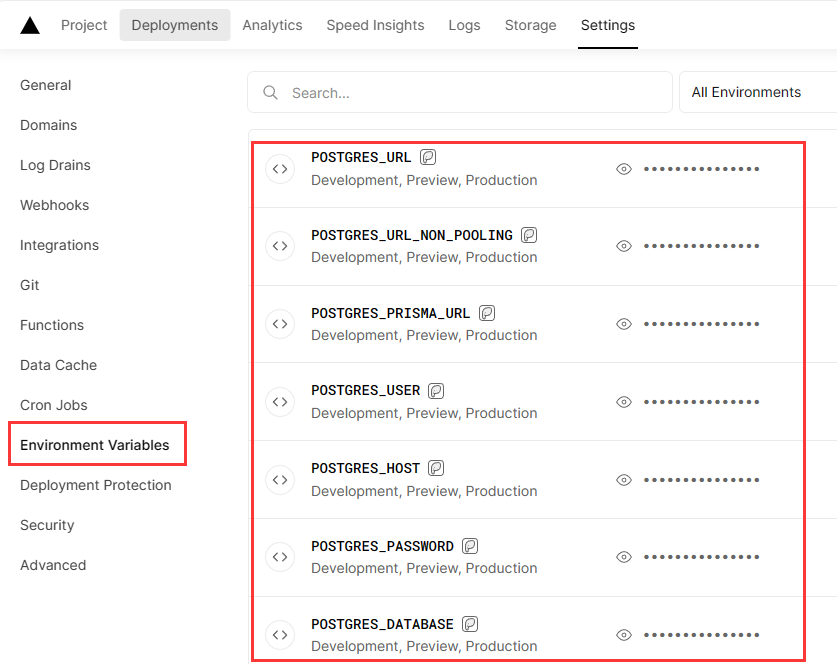 Project Deployments Analytics Speed Insights Logs Storage Settings
General
Domains
Log Drains
Webhooks
Integrations
Git
Functions
Data Cache
Cron Jobs
Environment Variables
Deployment Protection
Security
Advanced
Search...
All Environments
POSTGRES_URL
Development, Preview, Production
POSTGRES_URL_NON_POOLING
Development, Preview, Production
POSTGRES_PRISMA_URL
Development, Preview, Production
POSTGRES_USER
Development, Preview, Production
POSTGRES_HOST
Development, Preview, Production
POSTGRES_PASSWORD
Development, Preview, Production
POSTGRES_DATABASE
Development, Preview, Production